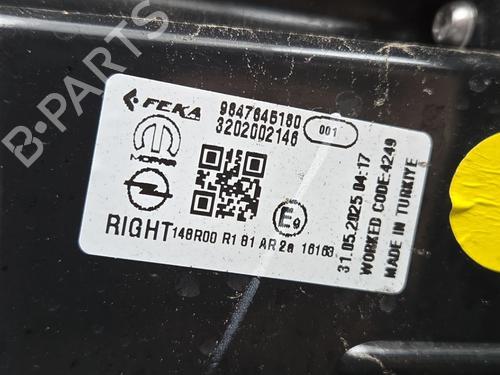 FEKA
9847645180
3202002146
001
MOPAR
E9
RIGHT 148R00 R1 81 AR 2a 16163
31.05.2025 04:17
WORKED CODE:4249
MADE IN TURKIYE
B-PARTS